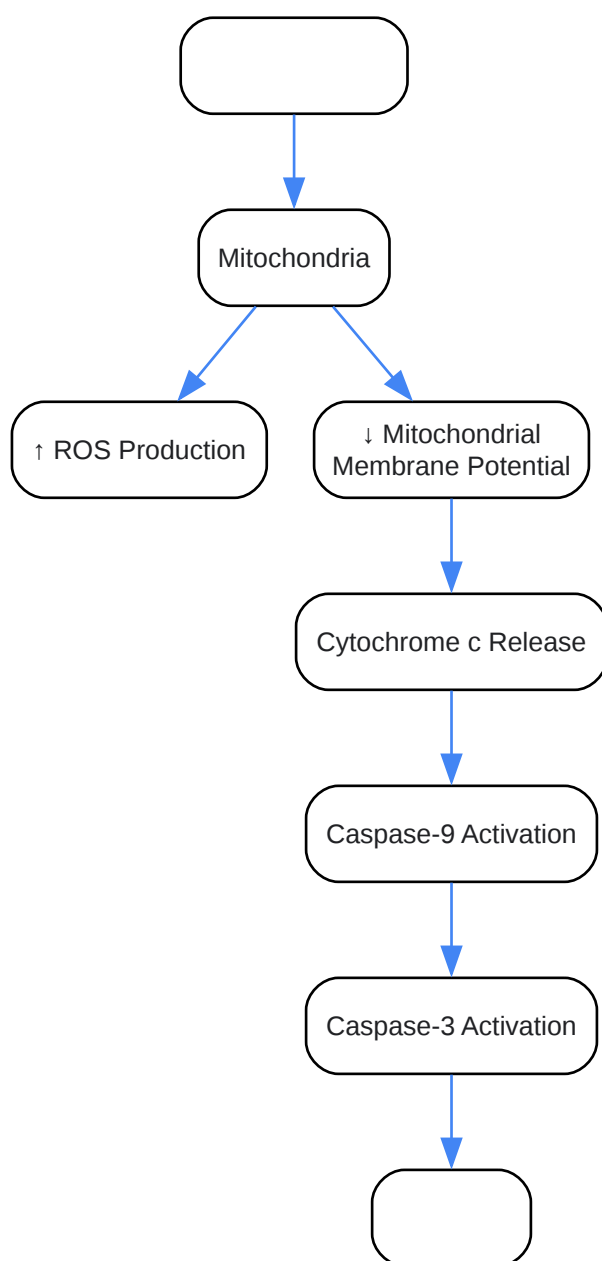 Mitochondria
↑ ROS Production
↓ Mitochondrial
Membrane Potential
Cytochrome c Release
Caspase-9 Activation
Caspase-3 Activation